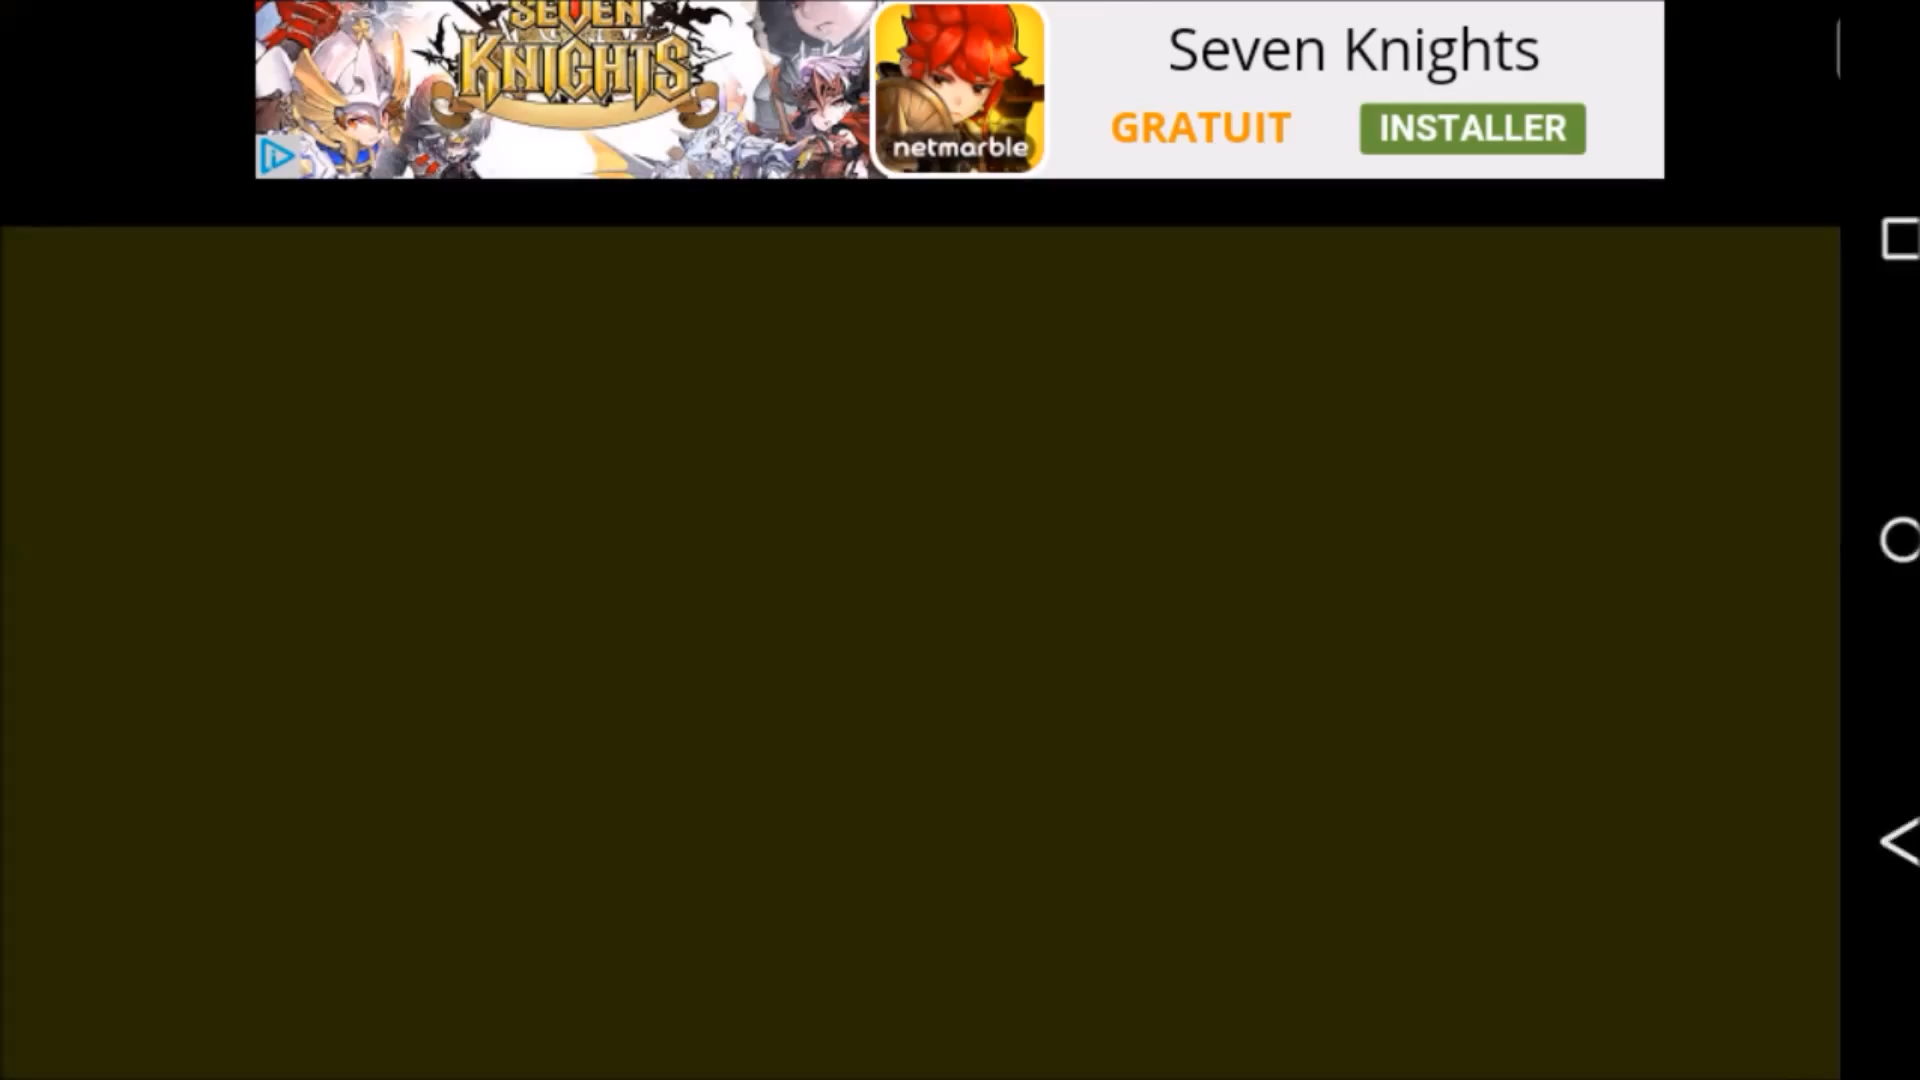 SEVEN
KNIGHTS
netmarble
Seven Knights
GRATUIT
INSTALLER